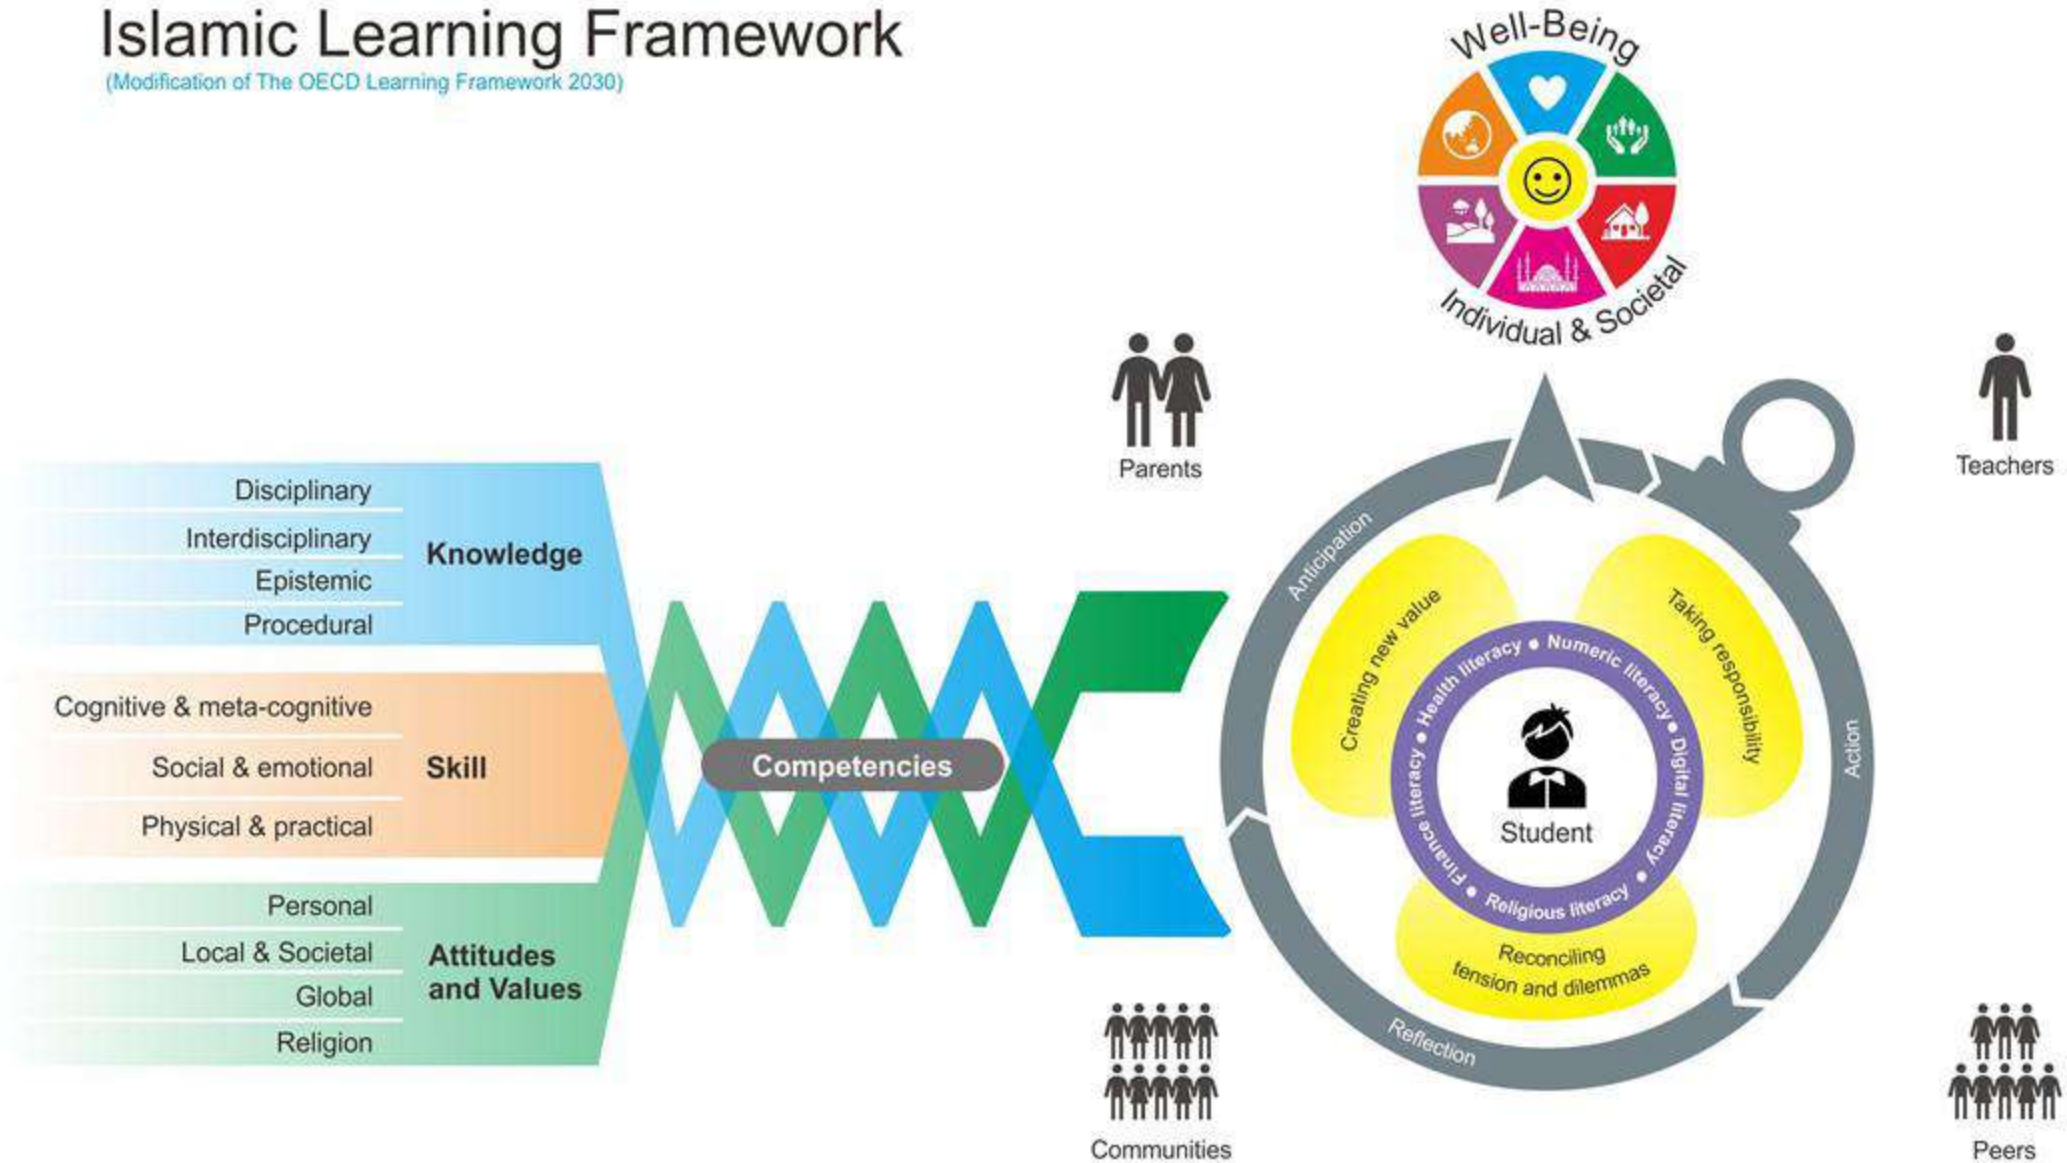 Islamic Learning Framework
(Modification of The OECD Learning Framework 2030)
Well-Being
Individual & Societal
Parents
Teachers
Disciplinary
Interdisciplinary
Epistemic
Procedural
Knowledge
Cognitive & meta-cognitive
Social & emotional
Physical & practical
Skill
Personal
Local & Societal
Global
Religion
Attitudes
and Values
Competencies
Anticipation
Action
Reflection
Creating new value
Taking responsibility
Reconciling
tension and dilemmas
Health literacy • Numeric literacy • Digital literacy • Religious literacy • Finance literacy •
Student
Communities
Peers